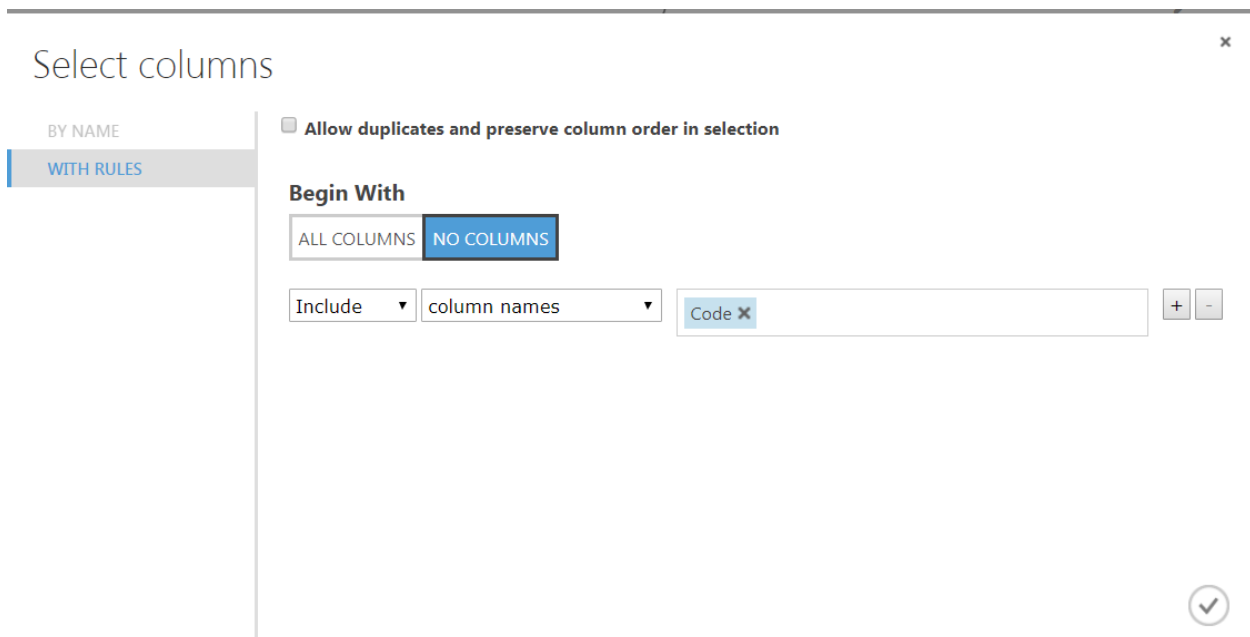 Select columns
BY NAME
WITH RULES
Allow duplicates and preserve column order in selection
Begin With
ALL COLUMNS NO COLUMNS
Include column names Code
+ -